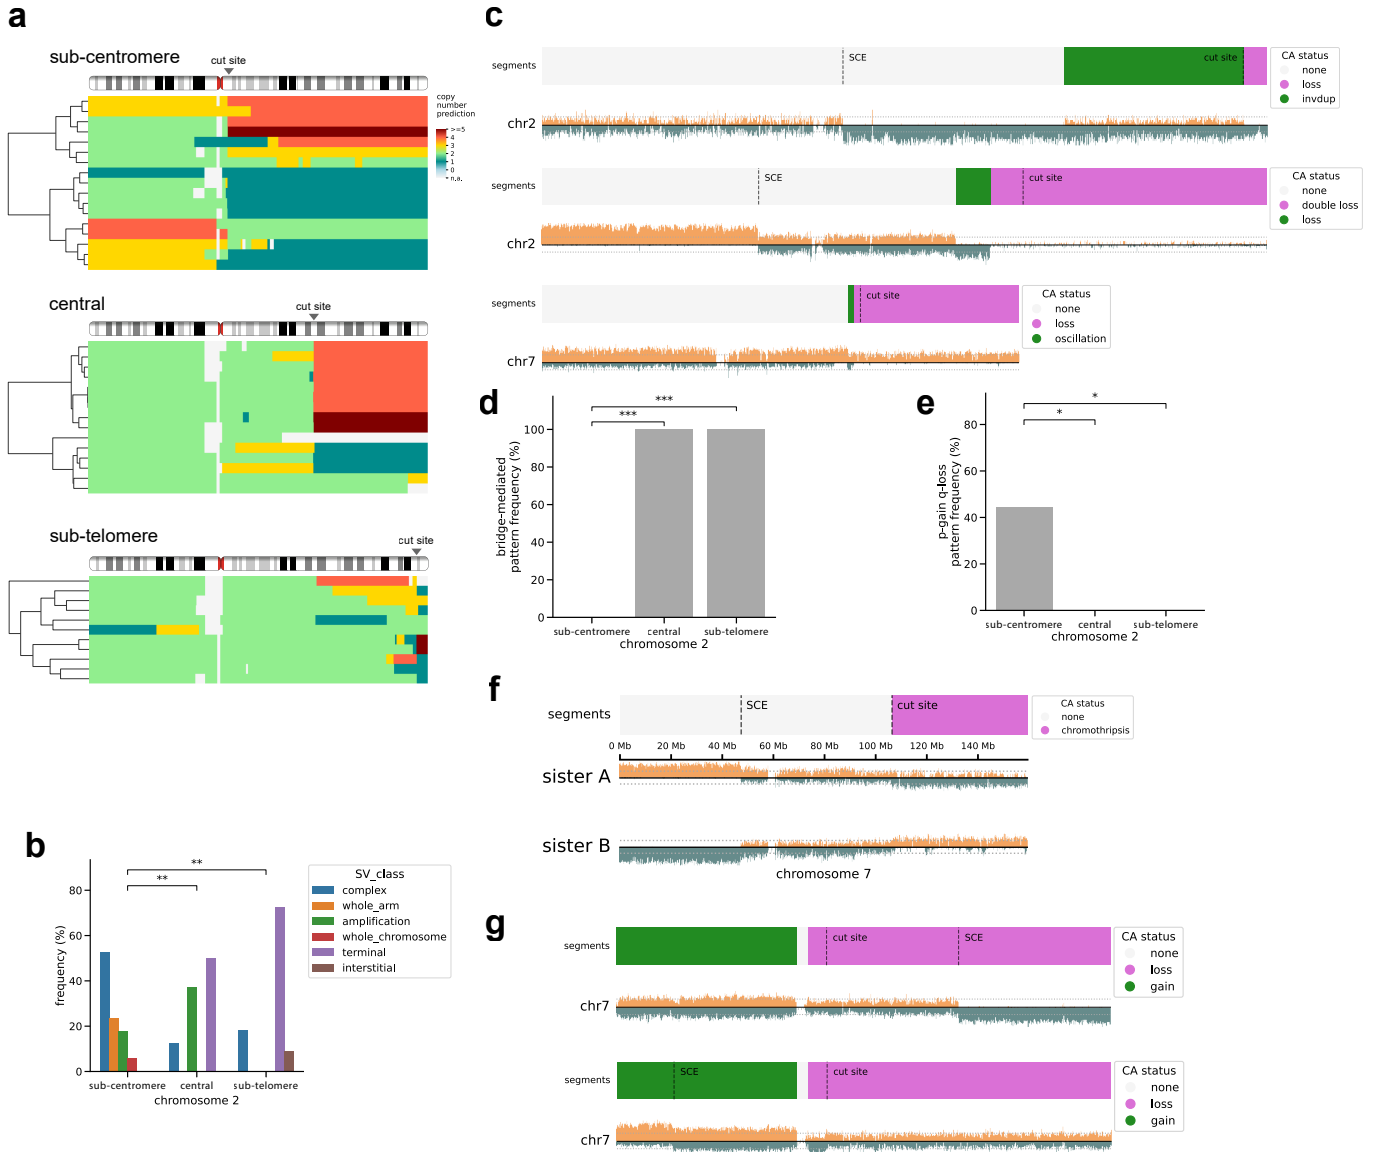 a
sub-centromere
cut site
copy
number
prediction
>=5
4
3
2
1
0
n.a.
central
cut site
sub-telomere
cut site
b
**
**
frequency (%)
80
60
40
20
0
sub-centromere
central
sub-telomere
chromosome 2
SV_class
complex
whole_arm
amplification
whole_chromosome
terminal
interstitial
c
segments
SCE
cut site
CA status
none
loss
invdup
chr2
segments
SCE
cut site
CA status
none
double loss
loss
chr2
segments
cut site
CA status
none
loss
oscillation
chr7
d
***
***
bridge-mediated
pattern frequency (%)
100
80
60
40
20
0
sub-centromere
central
sub-telomere
chromosome 2
e
*
*
p-gain q-loss
pattern frequency (%)
80
60
40
20
0
sub-centromere
central
sub-telomere
chromosome 2
f
segments
SCE
cut site
CA status
none
chromothripsis
0 Mb
20 Mb
40 Mb
60 Mb
80 Mb
100 Mb
120 Mb
140 Mb
sister A
sister B
chromosome 7
g
segments
cut site
SCE
CA status
none
loss
gain
chr7
segments
SCE
cut site
CA status
none
loss
gain
chr7